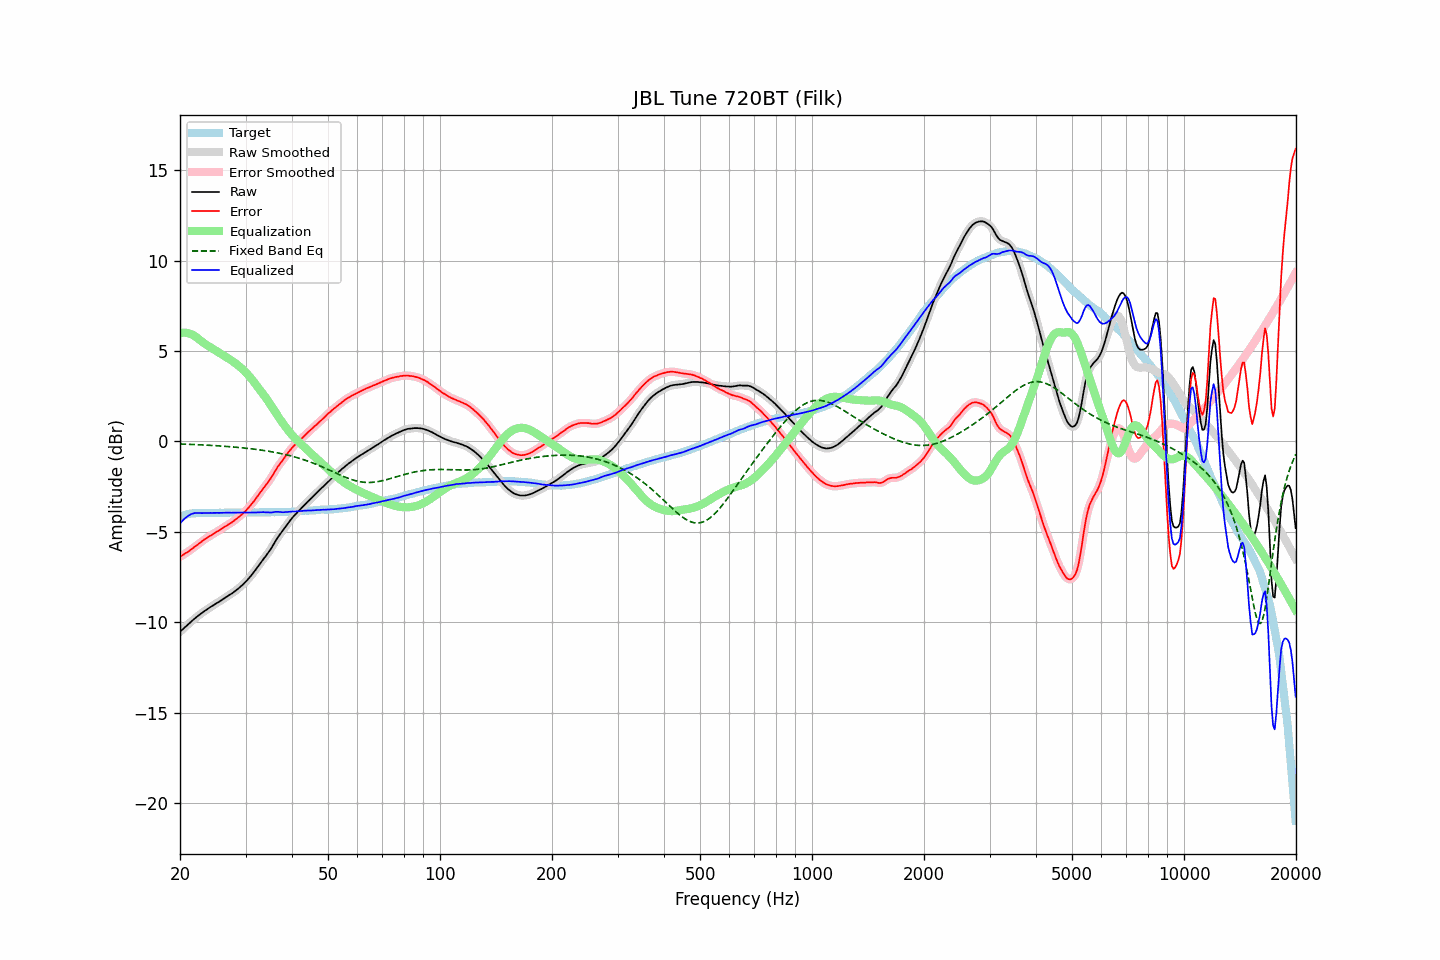 JBL Tune 720BT (Filk)
Target
Raw Smoothed
Error Smoothed
Raw
Error
Equalization
Fixed Band Eq
Equalized
Amplitude (dBr)
15
10
5
0
−5
−10
−15
−20
20
50
100
200
500
1000
2000
5000
10000
20000
Frequency (Hz)